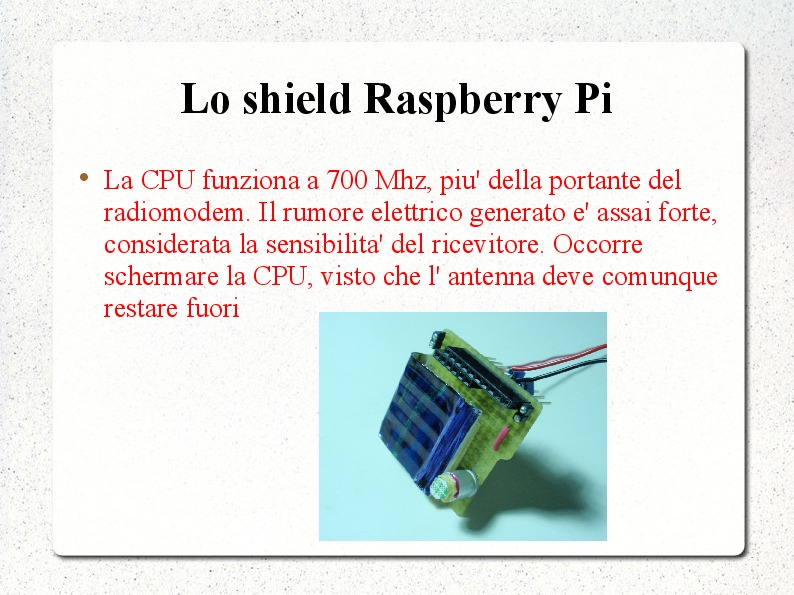 Lo shield Raspberry Pi
La CPU funziona a 700 Mhz, piu' della portante del
radiomodem. Il rumore elettrico generato e' assai forte,
considerata la sensibilita' del ricevitore. Occorre
schermare la CPU, visto che l' antenna deve comunque
restare fuori